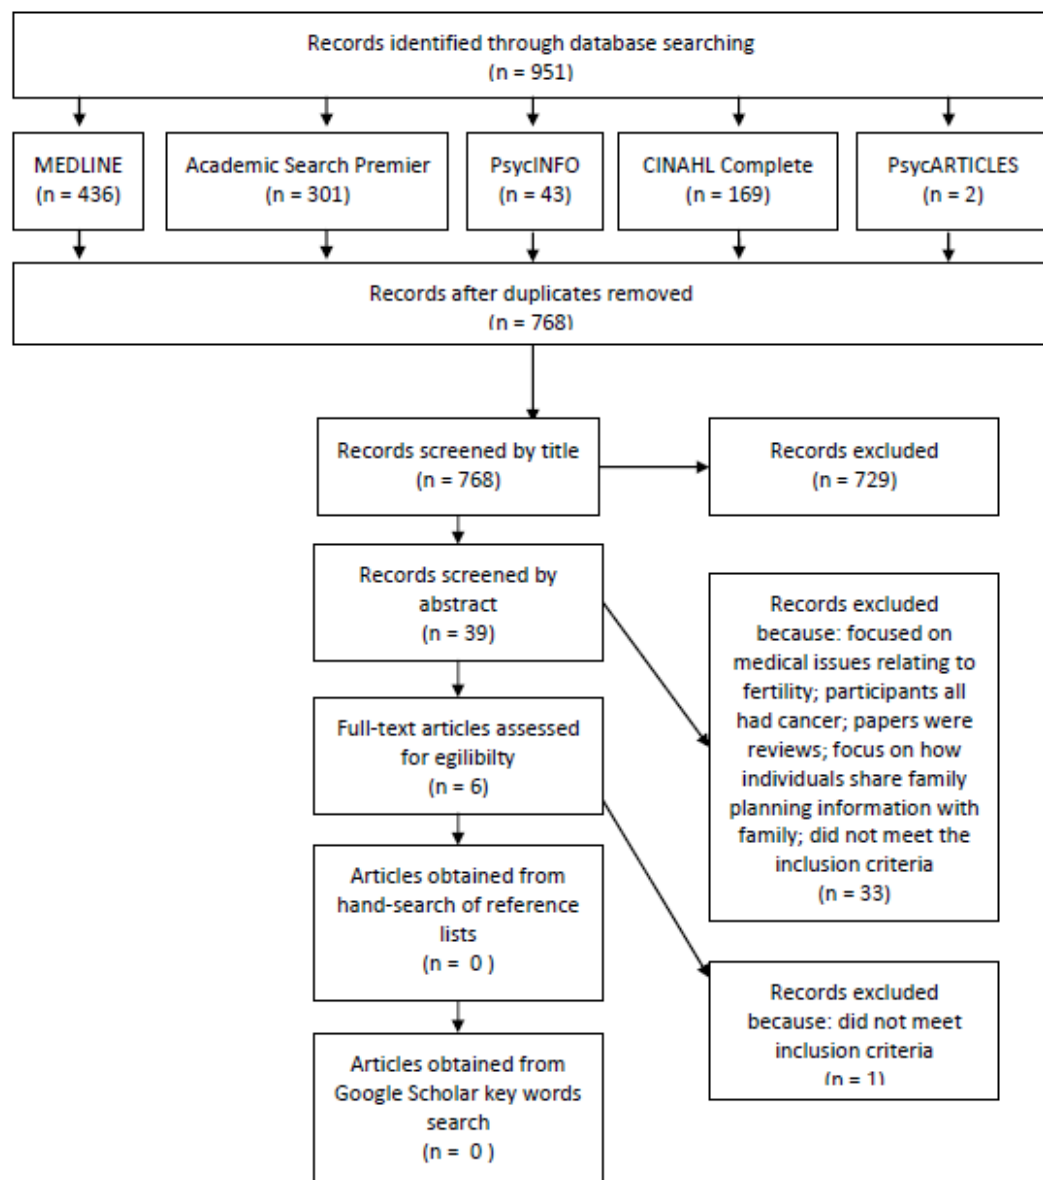 Records identified through database searching
(n = 951)
MEDLINE
(n = 436)
Academic Search Premier
(n = 301)
PsycINFO
(n = 43)
CINAHL Complete
(n = 169)
PsycARTICLES
(n = 2)
Records after duplicates removed
(n = 768)
Records screened by title
(n = 768)
Records excluded
(n = 729)
Records screened by
abstract
(n = 39)
Records excluded
because: focused on
medical issues relating to
fertility; participants all
had cancer; papers were
reviews; focus on how
individuals share family
planning information with
family; did not meet the
inclusion criteria
(n = 33)
Full-text articles assessed
for egilibilty
(n = 6)
Articles obtained from
hand-search of reference
lists
(n =  0 )
Records excluded
because: did not meet
inclusion criteria
(n = 1)
Articles obtained from
Google Scholar key words
search
(n =  0 )